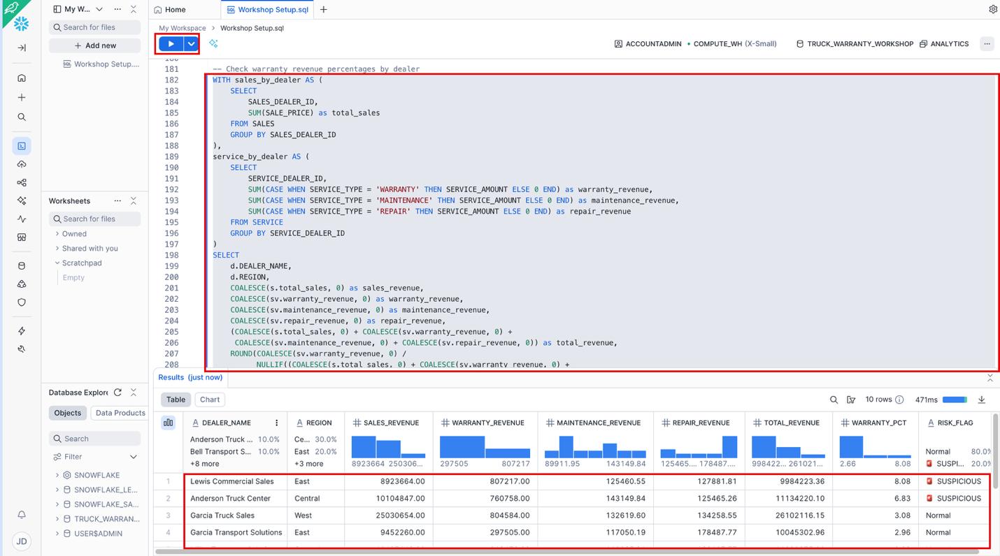 My W...
Search for files
Add new
Workshop Setup....
Worksheets
Search for files
Owned
Shared with you
Scratchpad
Empty
Database Explore
Objects
Data Products
Search
Filter
SNOWFLAKE
SNOWFLAKE_LE...
SNOWFLAKE_SA...
TRUCK_WARRAN...
USER$ADMIN
JD
Home
Workshop Setup.sql
My Workspace > Workshop Setup.sql
ACCOUNTADMIN • COMPUTE_WH (X-Small)
TRUCK_WARRANTY_WORKSHOP
ANALYTICS
181 -- Check warranty revenue percentages by dealer
182 WITH sales_by_dealer AS (
183 SELECT
184 SALES_DEALER_ID,
185 SUM(SALE_PRICE) as total_sales
186 FROM SALES
187 GROUP BY SALES_DEALER_ID
188 ),
189 service_by_dealer AS (
190 SELECT
191 SERVICE_DEALER_ID,
192 SUM(CASE WHEN SERVICE_TYPE = 'WARRANTY' THEN SERVICE_AMOUNT ELSE 0 END) as warranty_revenue,
193 SUM(CASE WHEN SERVICE_TYPE = 'MAINTENANCE' THEN SERVICE_AMOUNT ELSE 0 END) as maintenance_revenue,
194 SUM(CASE WHEN SERVICE_TYPE = 'REPAIR' THEN SERVICE_AMOUNT ELSE 0 END) as repair_revenue
195 FROM SERVICE
196 GROUP BY SERVICE_DEALER_ID
197 )
198 SELECT
199 d.DEALER_NAME,
200 d.REGION,
201 COALESCE(s.total_sales, 0) as sales_revenue,
202 COALESCE(sv.warranty_revenue, 0) as warranty_revenue,
203 COALESCE(sv.maintenance_revenue, 0) as maintenance_revenue,
204 COALESCE(sv.repair_revenue, 0) as repair_revenue,
205 (COALESCE(s.total_sales, 0) + COALESCE(sv.warranty_revenue, 0) +
206 COALESCE(sv.maintenance_revenue, 0) + COALESCE(sv.repair_revenue, 0)) as total_revenue,
207 ROUND(COALESCE(sv.warranty_revenue, 0) /
208 NULLIF((COALESCE(s.total_sales, 0) + COALESCE(sv.warranty_revenue, 0) +
Results (just now)
Table
Chart
10 rows
471ms
DEALER_NAME REGION SALES_REVENUE WARRANTY_REVENUE MAINTENANCE_REVENUE REPAIR_REVENUE TOTAL_REVENUE WARRANTY_PCT RISK_FLAG
Anderson Truck ... 10.0% Ce... 30.0%
Bell Transport S... 10.0% East 20.0% Normal 80.0%
+8 more +3 more 8923664 250306... 297505 807217 89911.95 143149.84 125465.... 178487.... 998422... 261021... 2.66 8.08 SUSPI... 20.0%
1 Lewis Commercial Sales East 8923664.00 807217.00 125460.55 127881.81 9984223.36 8.08 SUSPICIOUS
2 Anderson Truck Center Central 10104847.00 760758.00 143149.84 125465.26 11134220.10 6.83 SUSPICIOUS
3 Garcia Truck Sales West 25030654.00 804584.00 132619.60 134258.55 26102116.15 3.08 Normal
4 Garcia Transport Solutions East 9452260.00 297505.00 117050.19 178487.77 10045302.96 2.96 Normal